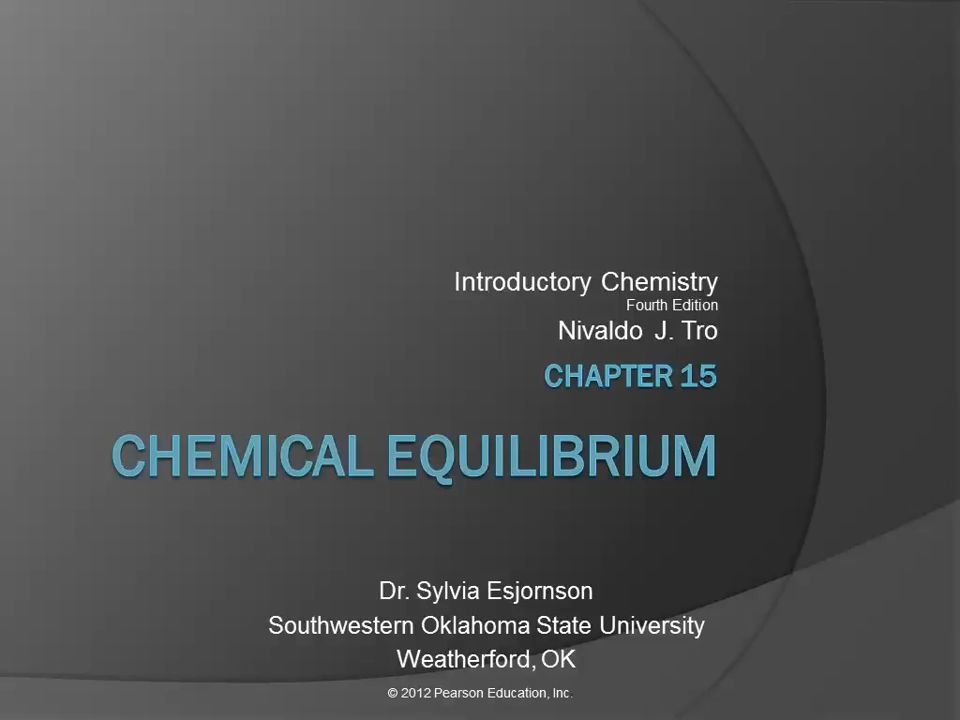 Introductory Chemistry
Fourth Edition
Nivaldo J. Tro
CHAPTER 15
CHEMICAL EQUILIBRIUM
Dr. Sylvia Esjornson
Southwestern Oklahoma State University
Weatherford, OK
© 2012 Pearson Education, Inc.